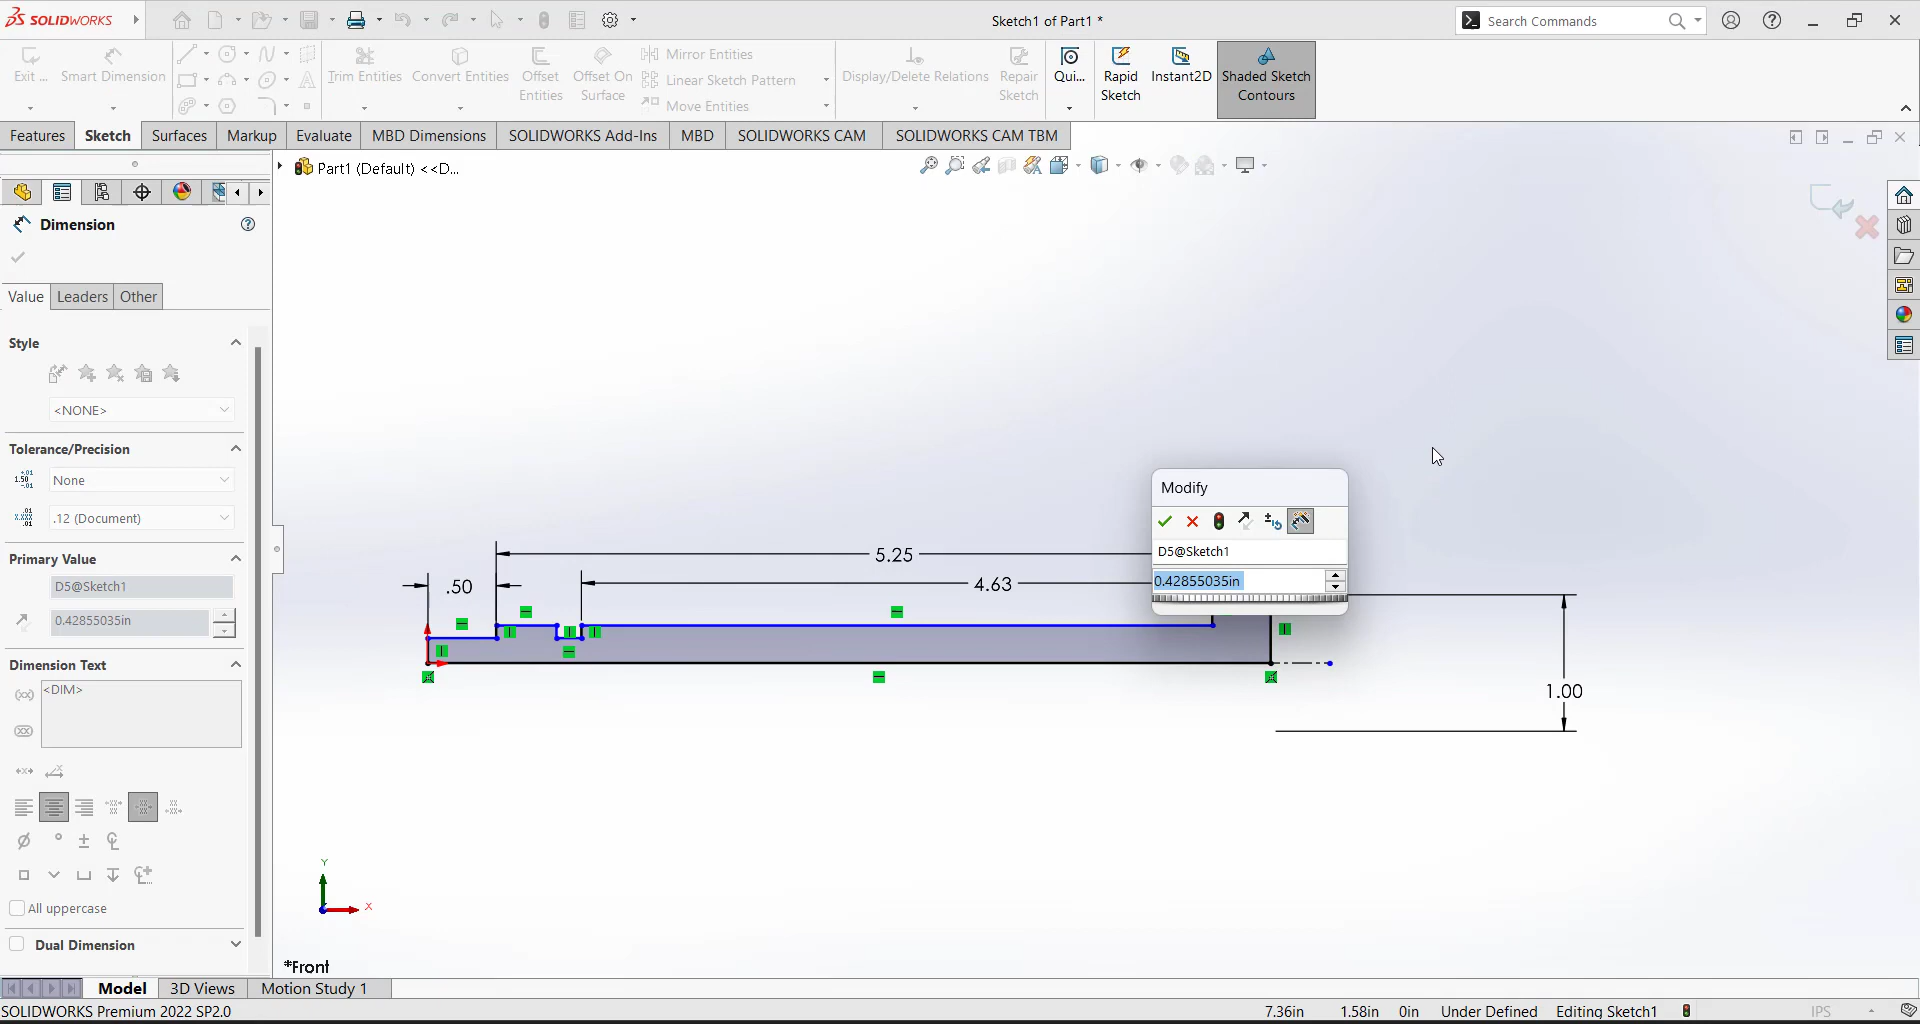 SOLIDWORKS
Sketch1 of Part1 *
Search Commands
Exit ...
Smart Dimension
Trim Entities
Convert Entities
Offset Entities
Offset On Surface
Mirror Entities
Linear Sketch Pattern
Move Entities
Display/Delete Relations
Repair Sketch
Qui...
Rapid Sketch
Instant2D
Shaded Sketch Contours
Features
Sketch
Surfaces
Markup
Evaluate
MBD Dimensions
SOLIDWORKS Add-Ins
MBD
SOLIDWORKS CAM
SOLIDWORKS CAM TBM
Part1 (Default) <<D...
Dimension
Value
Leaders
Other
Style
<NONE>
Tolerance/Precision
None
.12 (Document)
Primary Value
D5@Sketch1
0.42855035in
Dimension Text
<DIM>
All uppercase
Dual Dimension
Modify
D5@Sketch1
0.42855035in
5.25
.50
4.63
1.00
Y
X
*Front
Model
3D Views
Motion Study 1
SOLIDWORKS Premium 2022 SP2.0
7.36in
1.58in
0in
Under Defined
Editing Sketch1
IPS